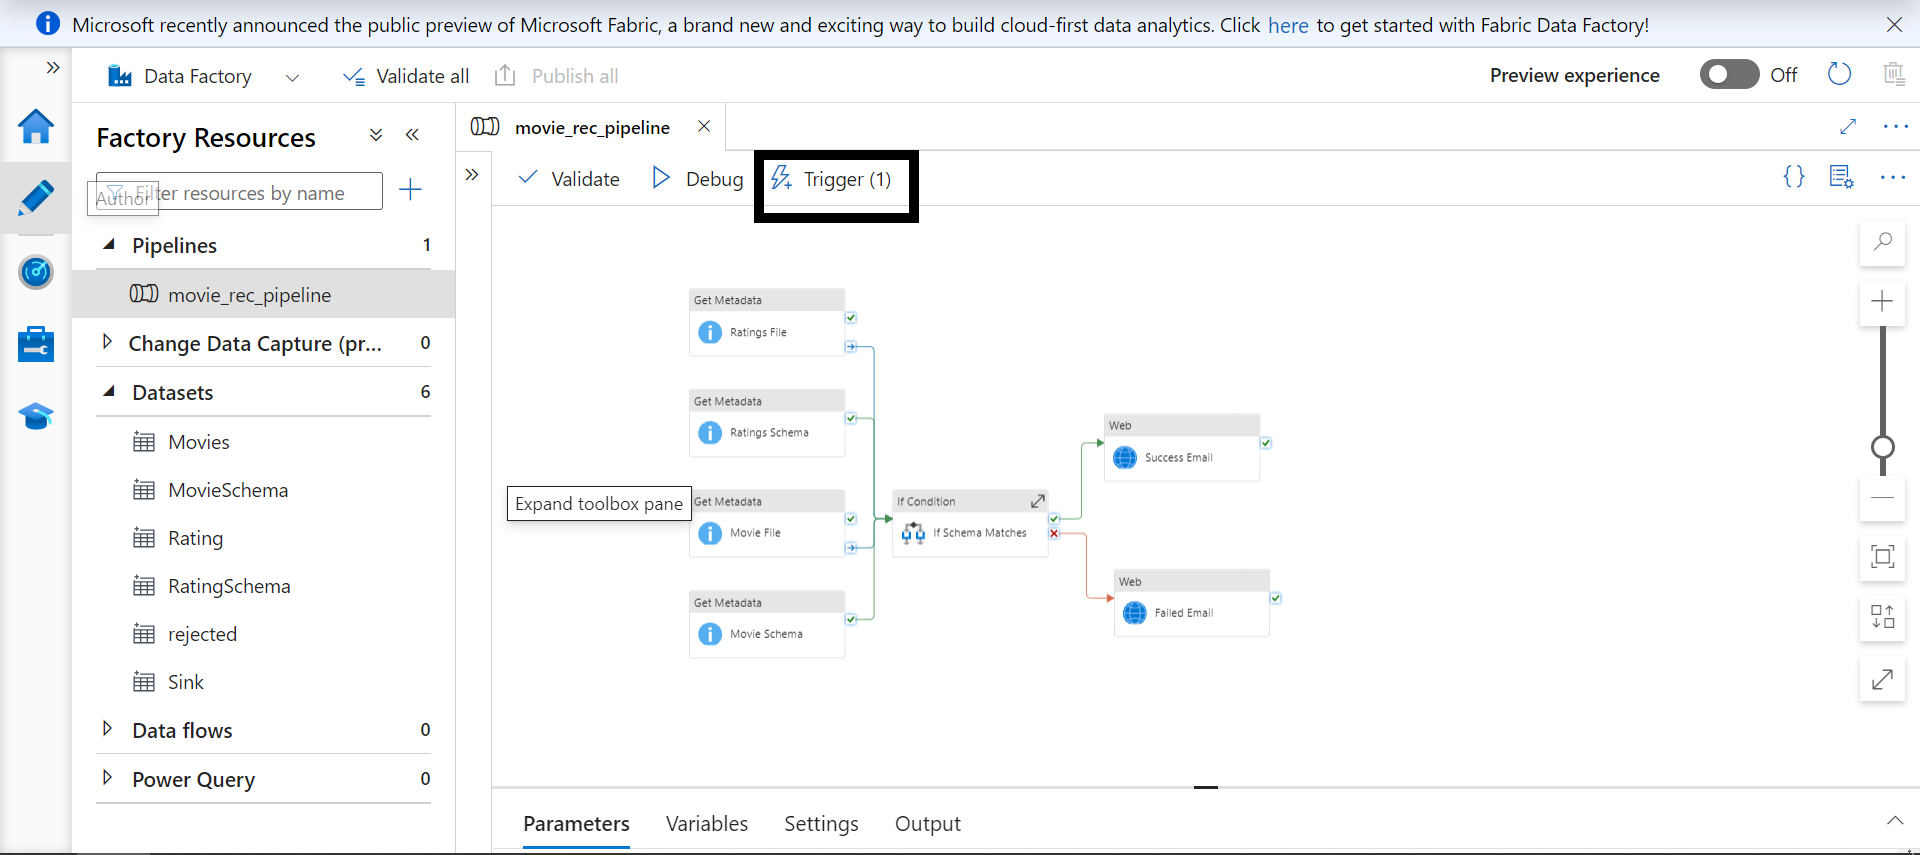 Microsoft recently announced the public preview of Microsoft Fabric, a brand new and exciting way to build cloud-first data analytics. Click here to get started with Fabric Data Factory!
Data Factory
Validate all
Publish all
Preview experience
Off
Factory Resources
movie_rec_pipeline
Filter resources by name
Author
Validate
Debug
Trigger (1)
Pipelines 1
movie_rec_pipeline
Change Data Capture (pr... 0
Datasets 6
Movies
MovieSchema
Rating
RatingSchema
rejected
Sink
Data flows 0
Power Query 0
Get Metadata
Ratings File
Get Metadata
Ratings Schema
Expand toolbox pane
Get Metadata
Movie File
Get Metadata
Movie Schema
If Condition
If Schema Matches
Web
Success Email
Web
Failed Email
Parameters
Variables
Settings
Output